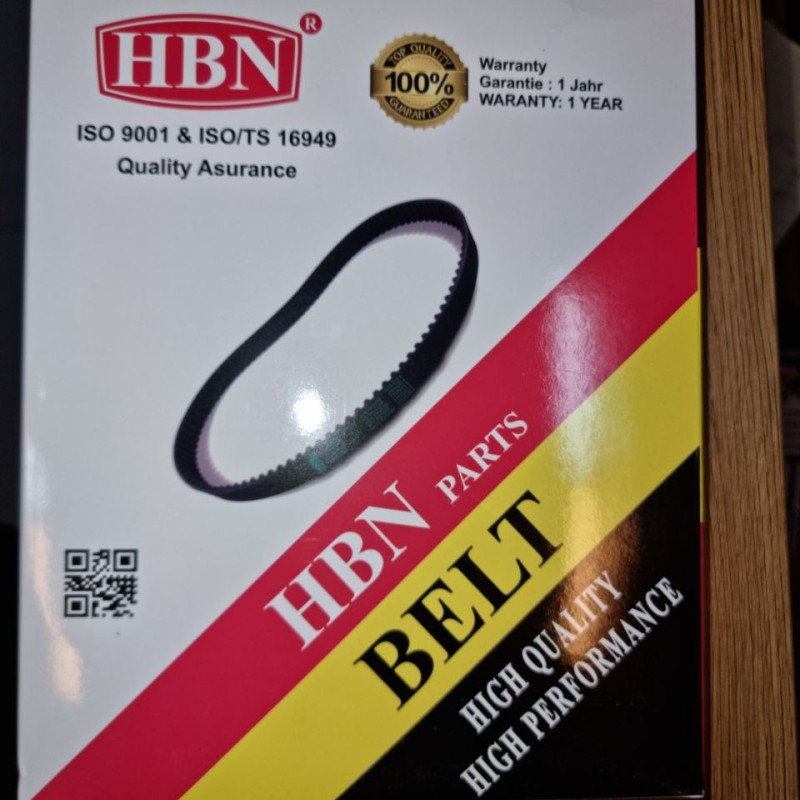 HBN®
TOP QUALITY
100%
GUARANTEED
Warranty
Garantie : 1 Jahr
WARANTY: 1 YEAR
ISO 9001 & ISO/TS 16949
Quality Asurance
HBN PARTS
BELT
HIGH QUALITY
HIGH PERFORMANCE